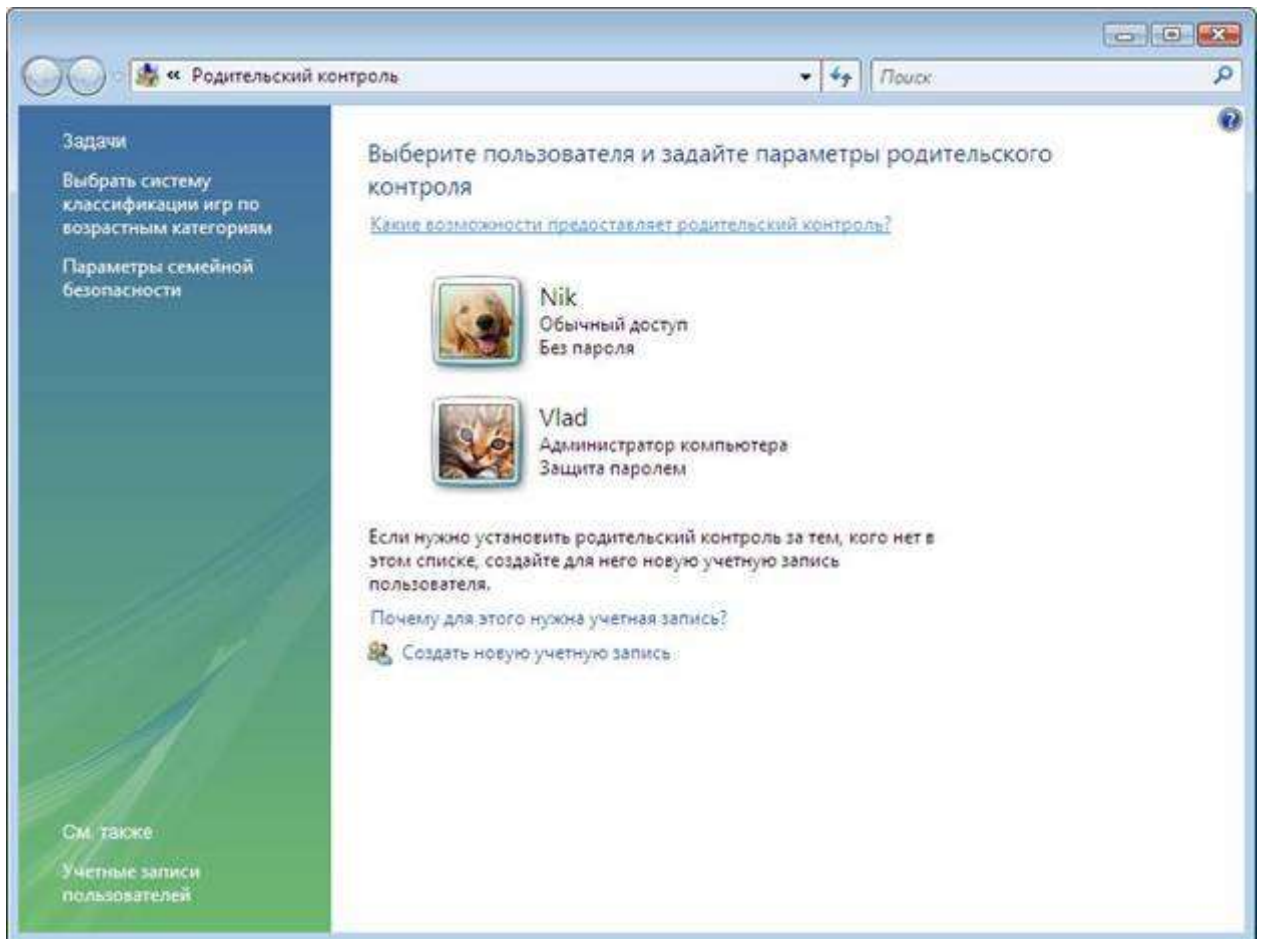 « Родительский контроль
Поиск
Задачи
Выбрать систему
классификации игр по
возрастным категориям
Параметры семейной
безопасности
Выберите пользователя и задайте параметры родительского
контроля
Какие возможности предоставляет родительский контроль?
Nik
Обычный доступ
Без пароля
Vlad
Администратор компьютера
Защита паролем
Если нужно установить родительский контроль за тем, кого нет в
этом списке, создайте для него новую учетную запись
пользователя.
Почему для этого нужна учетная запись?
Создать новую учетную запись
См. также
Учетные записи
пользователей